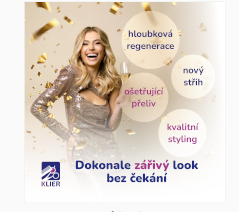 hloubková
regenerace
nový
střih
ošetřující
přeliv
kvalitní
styling
KLIER
Dokonale zářivý look
bez čekání